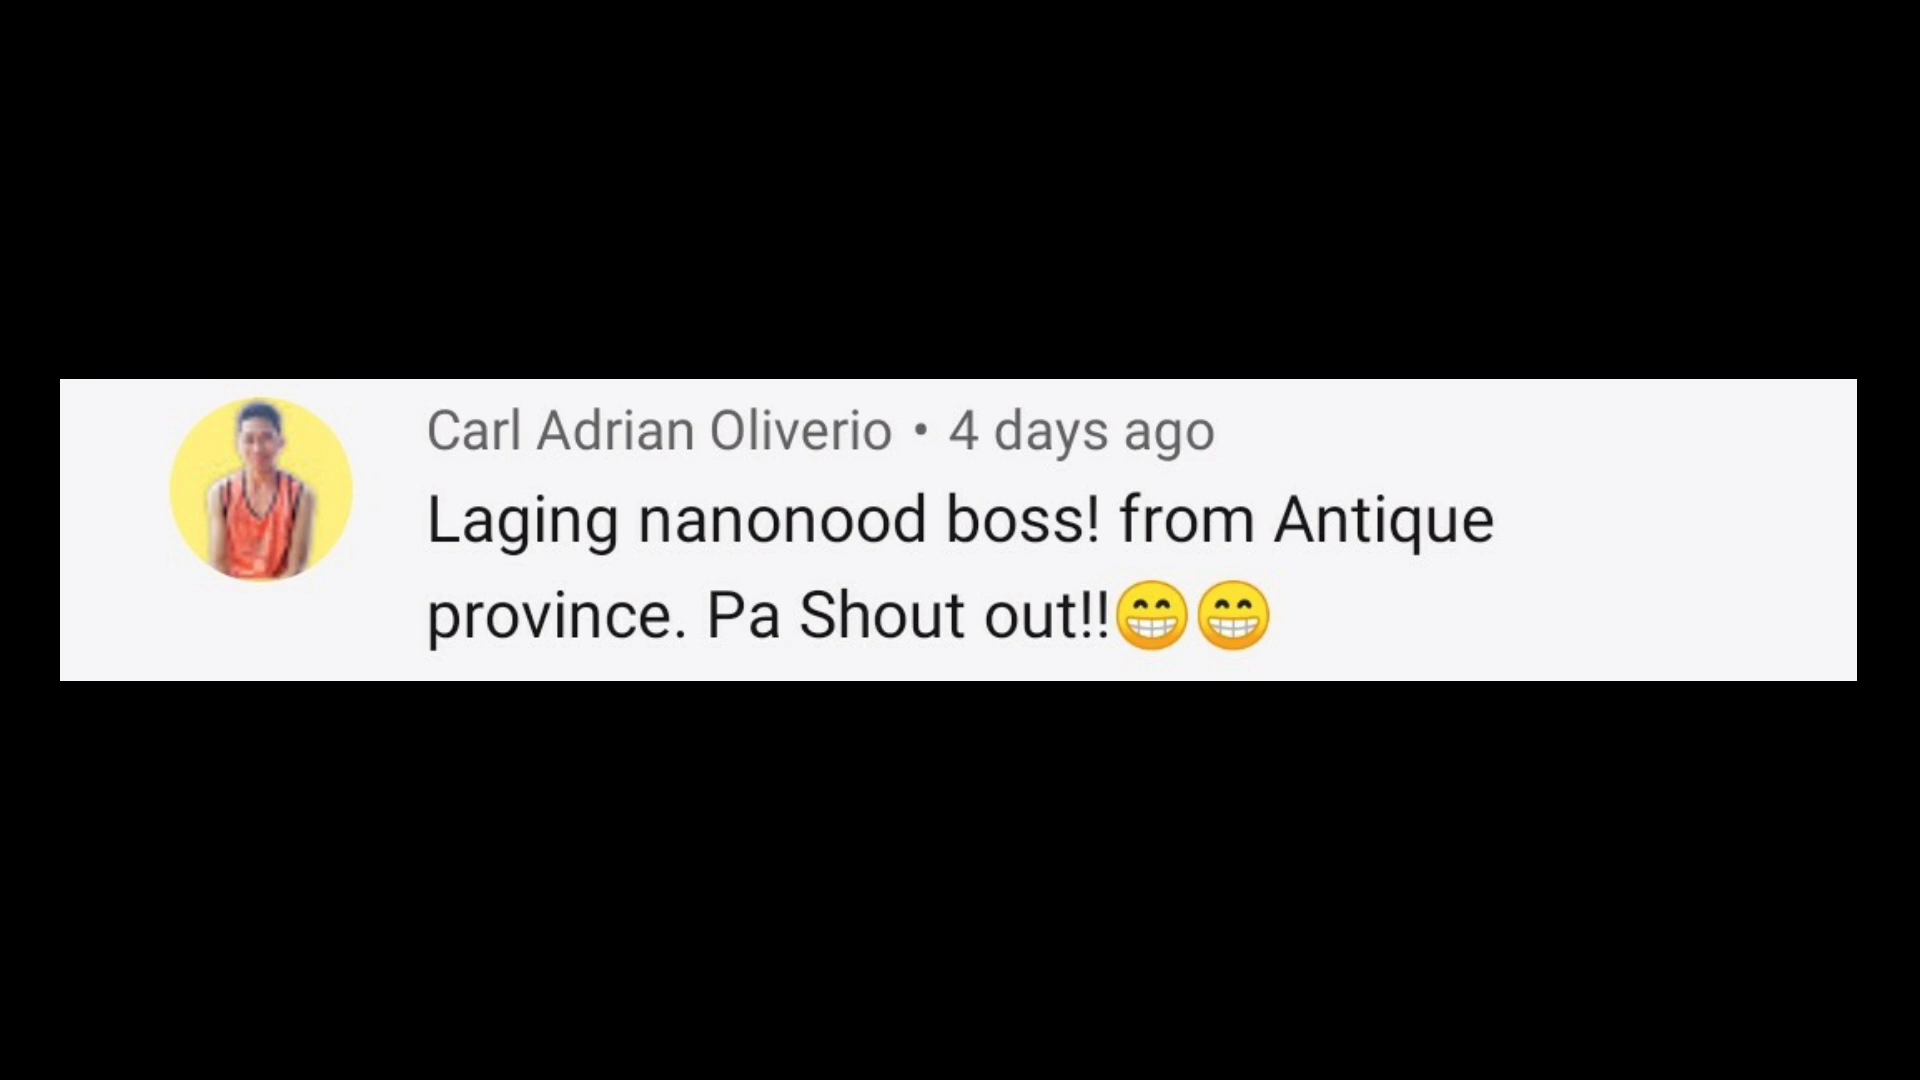 Carl Adrian Oliverio • 4 days ago
Laging nanonood boss! from Antique
province. Pa Shout out!!😁😁